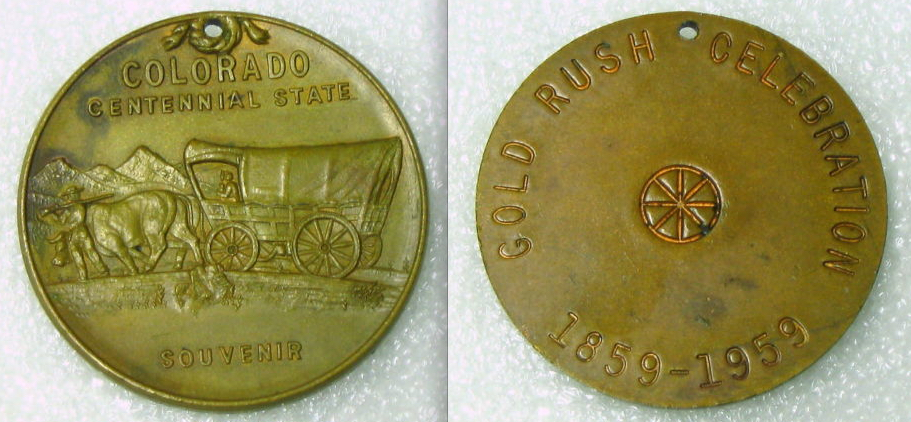 COLORADO
CENTENNIAL STATE
SOUVENIR
GOLD RUSH CELEBRATION
1859-1959